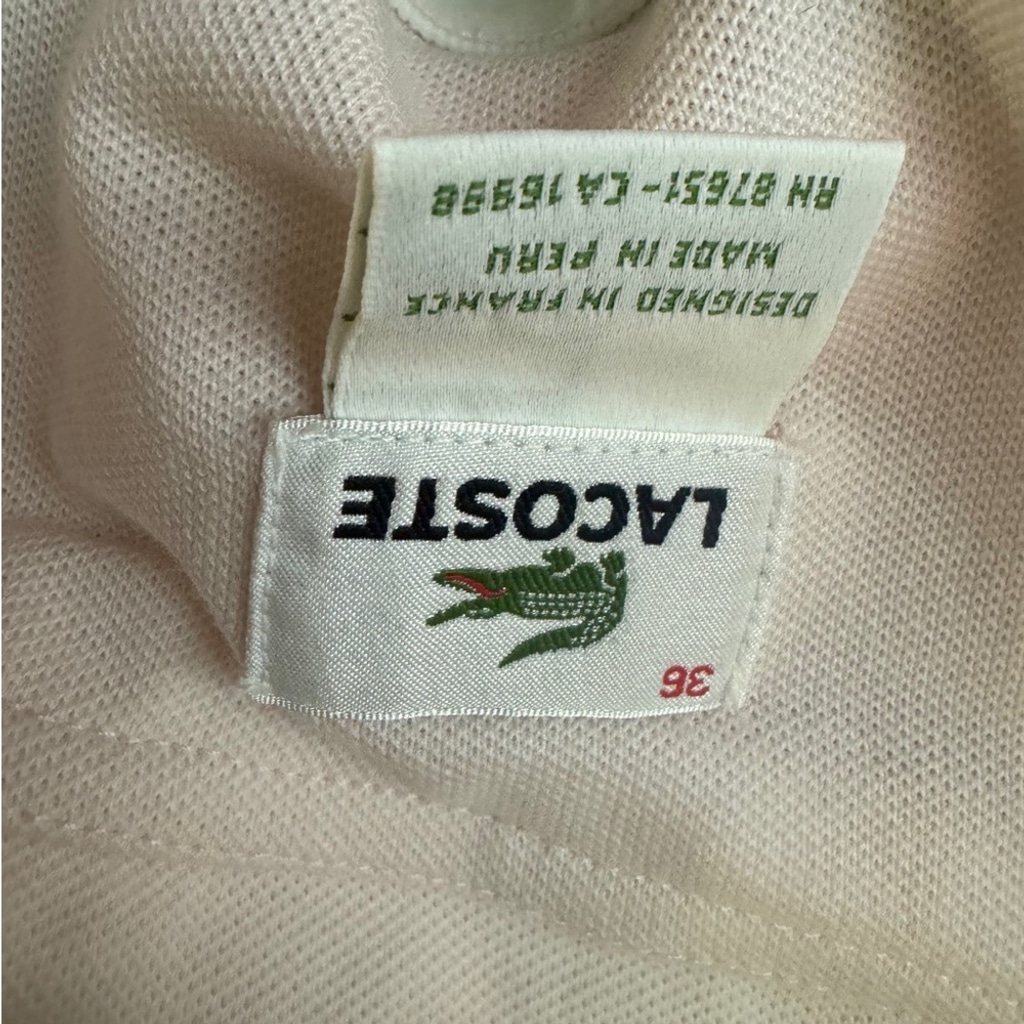 36
LACOSTE
DESIGNED IN FRANCE
MADE IN PERU
RN 87651 - CA 16998